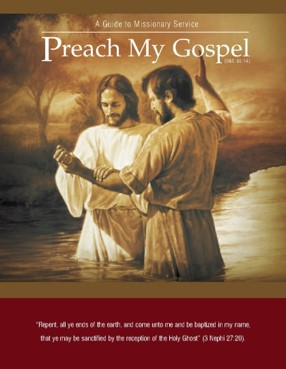 A Guide to Missionary Service
Preach My Gospel
(D&C 50:14)
"Repent, all ye ends of the earth, and come unto me and be baptized in my name,
that ye may be sanctified by the reception of the Holy Ghost" (3 Nephi 27:20).